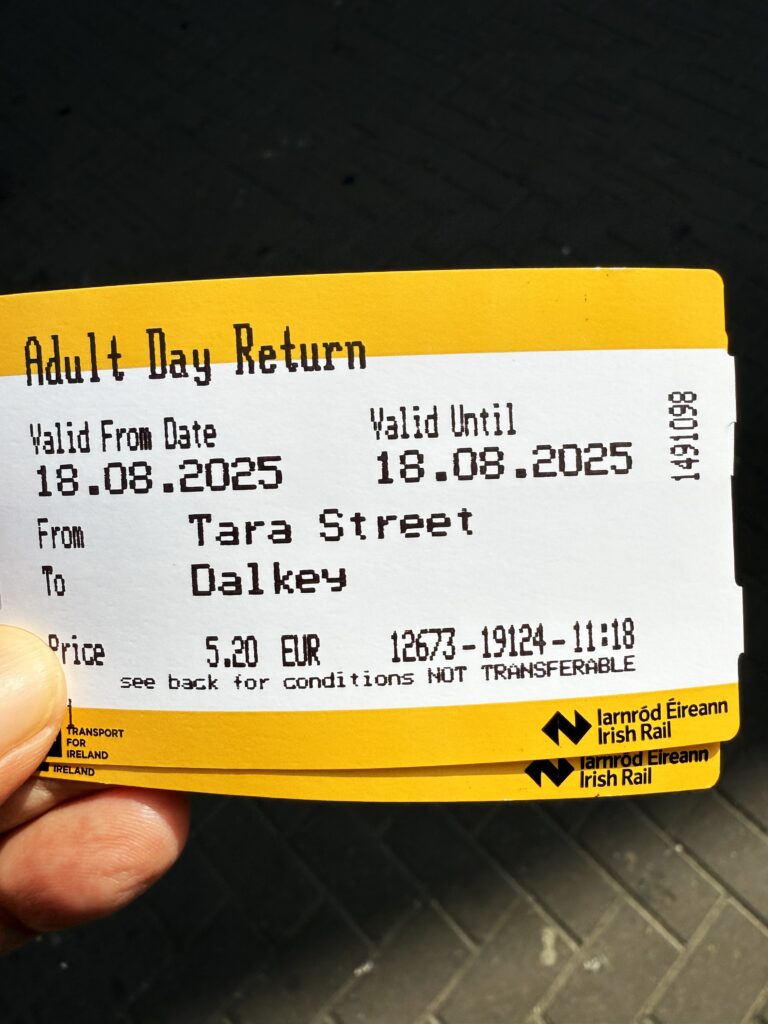 Adult Day Return
Valid From Date Valid Until
18.08.2025 18.08.2025
1491098
From Tara Street
To Dalkey
Price 5.20 EUR 12673-19124-11:18
see back for conditions NOT TRANSFERABLE
TRANSPORT
FOR
IRELAND
Iarnród Éireann
Irish Rail
IRELAND
Iarnród Éireann
Irish Rail